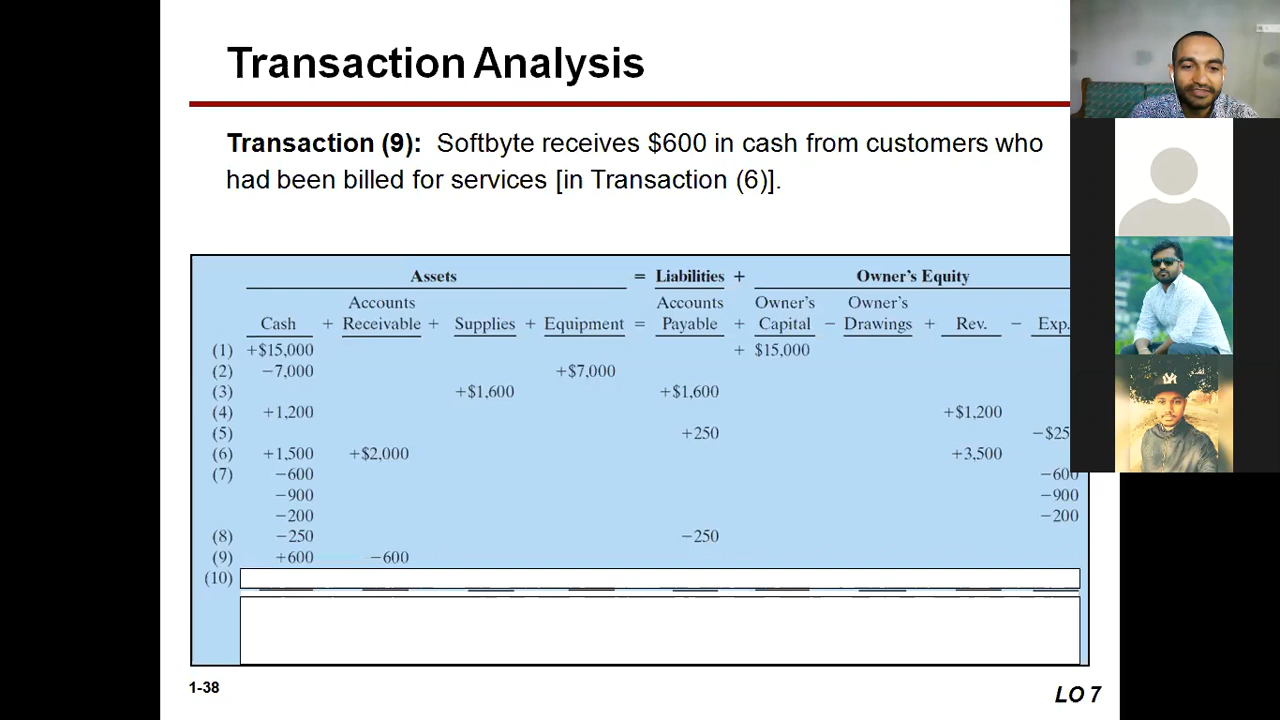 Transaction Analysis
Transaction (9): Softbyte receives $600 in cash from customers who
had been billed for services [in Transaction (6)].
Assets = Liabilities + Owner's Equity
Accounts Accounts Owner's Owner's
Cash + Receivable + Supplies + Equipment = Payable + Capital − Drawings + Rev. − Exp.
(1) +$15,000 + $15,000
(2) −7,000 +$7,000
(3) +$1,600 +$1,600
(4) +1,200 +$1,200
(5) +250 −$25
(6) +1,500 +$2,000 +3,500
(7) −600 −600
−900 −900
−200 −200
(8) −250 −250
(9) +600 −600
(10)
1-38
LO 7